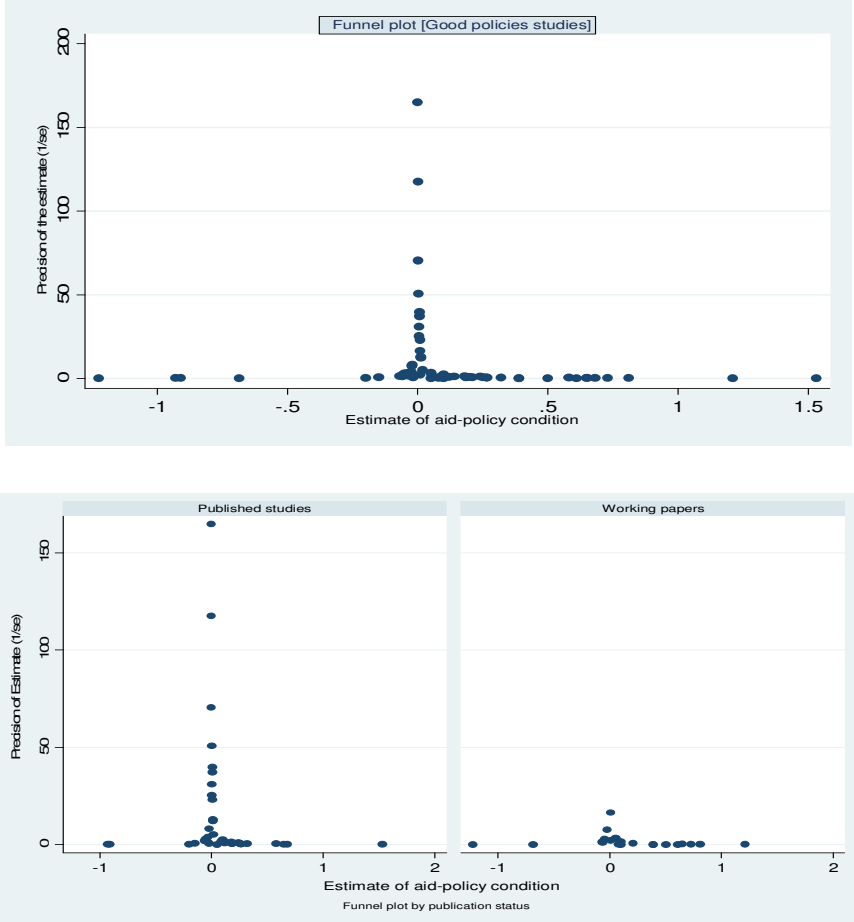 Funnel plot [Good policies studies]
200
150
100
50
0
Precision of the estimate (1/se)
-1
-.5
0
.5
1
1.5
Estimate of aid-policy condition
Published studies
Working papers
150
100
50
0
Precision of Estimate (1/se)
-1
0
1
2
-1
0
1
2
Estimate of aid-policy condition
Funnel plot by publication status